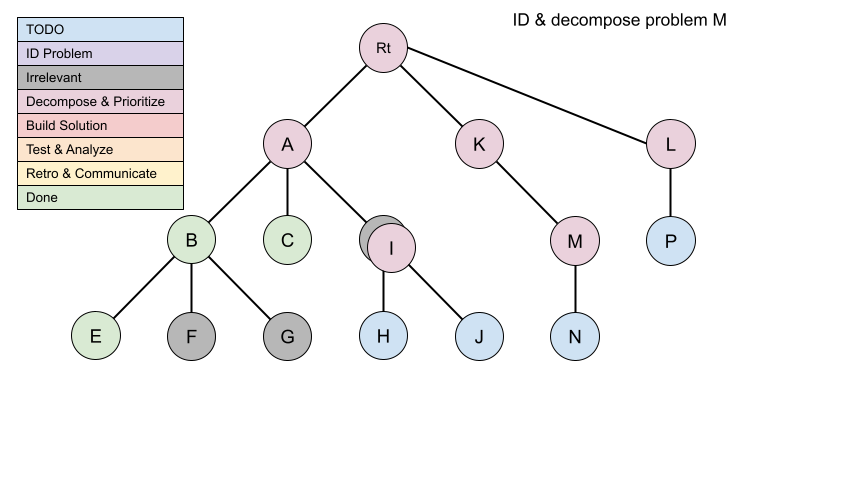 ID & decompose problem M
TODO
ID Problem
Irrelevant
Decompose & Prioritize
Build Solution
Test & Analyze
Retro & Communicate
Done
Rt
A
K
L
B
C
I
M
P
E
F
G
H
J
N